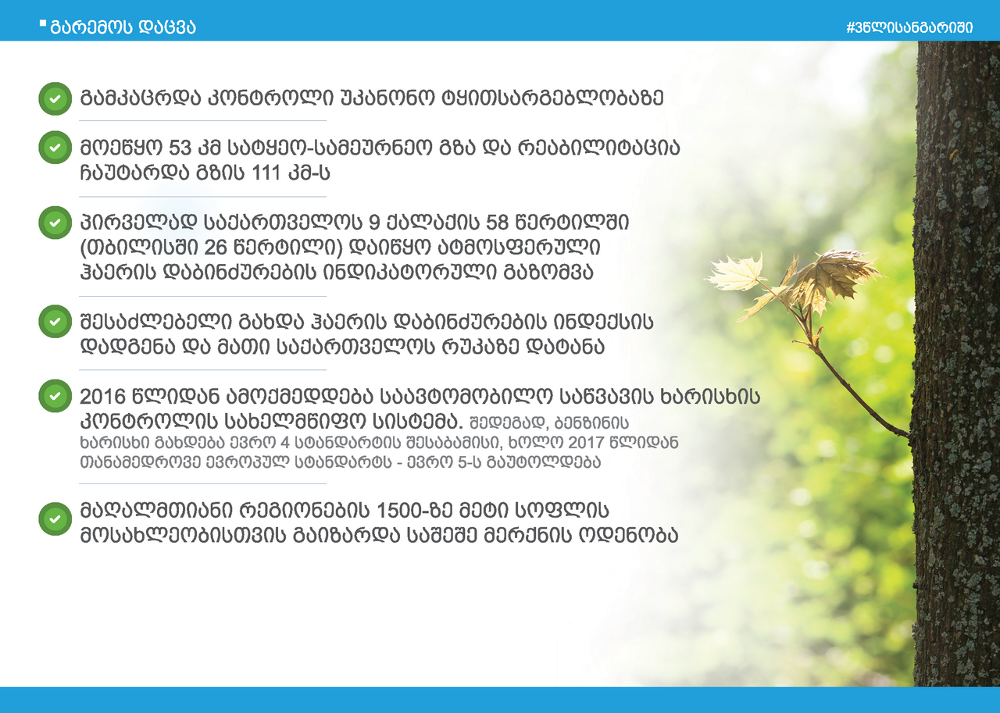 გარემოს დაცვა
#3წლისანგარიში
გამკაცრდა კონტროლი უკანონო ტყითსარგებლობაზე
მოეწყო 53 კმ სატყეო-სამეურნეო გზა და რეაბილიტაცია
ჩაუტარდა გზის 111 კმ-ს
პირველად საქართველოს 9 ქალაქის 58 წერტილში
(თბილისში 26 წერტილი) დაიწყო ატმოსფერული
ჰაერის დაბინძურების ინდიკატორული გაზომვა
შესაძლებელი გახდა ჰაერის დაბინძურების ინდექსის
დადგენა და მათი საქართველოს რუკაზე დატანა
2016 წლიდან ამოქმედდება საავტომობილო საწვავის ხარისხის
კონტროლის სახელმწიფო სისტემა. შედეგად, ბენზინის
ხარისხი გახდება ევრო 4 სტანდარტის შესაბამისი, ხოლო 2017 წლიდან
თანამედროვე ევროპულ სტანდარტს - ევრო 5-ს გაუტოლდება
მაღალმთიანი რეგიონების 1500-ზე მეტი სოფლის
მოსახლეობისთვის გაიზარდა საშეშე მერქნის ოდენობა